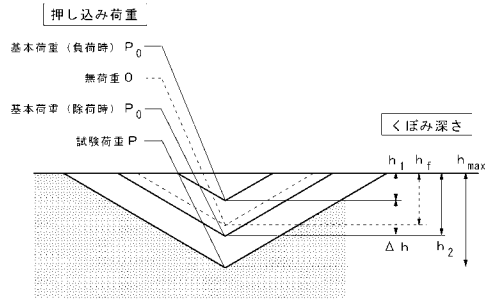 押し込み荷重
基本荷重（負荷時）P0
無荷重0
基本荷重（除荷時）P0
試験荷重P
くぼみ深さ
h1 hf hmax
Δh h2